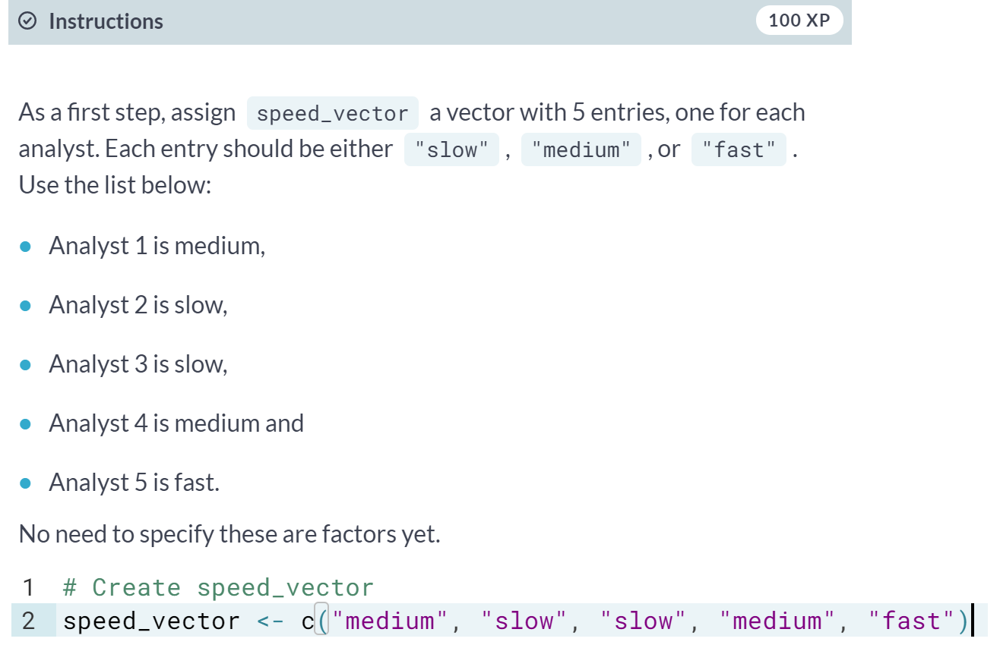 Instructions
100 XP
As a first step, assign speed_vector a vector with 5 entries, one for each
analyst. Each entry should be either "slow" , "medium" , or "fast" .
Use the list below:
Analyst 1 is medium,
Analyst 2 is slow,
Analyst 3 is slow,
Analyst 4 is medium and
Analyst 5 is fast.
No need to specify these are factors yet.
1 # Create speed_vector
2 speed_vector <- c("medium", "slow", "slow", "medium", "fast")